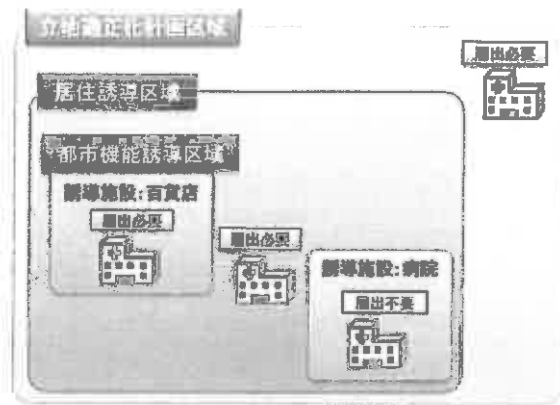 立地適正化計画区域
届出必要
居住誘導区域
都市機能誘導区域
誘導施設:百貨店
届出必要
届出必要
誘導施設:病院
届出不要